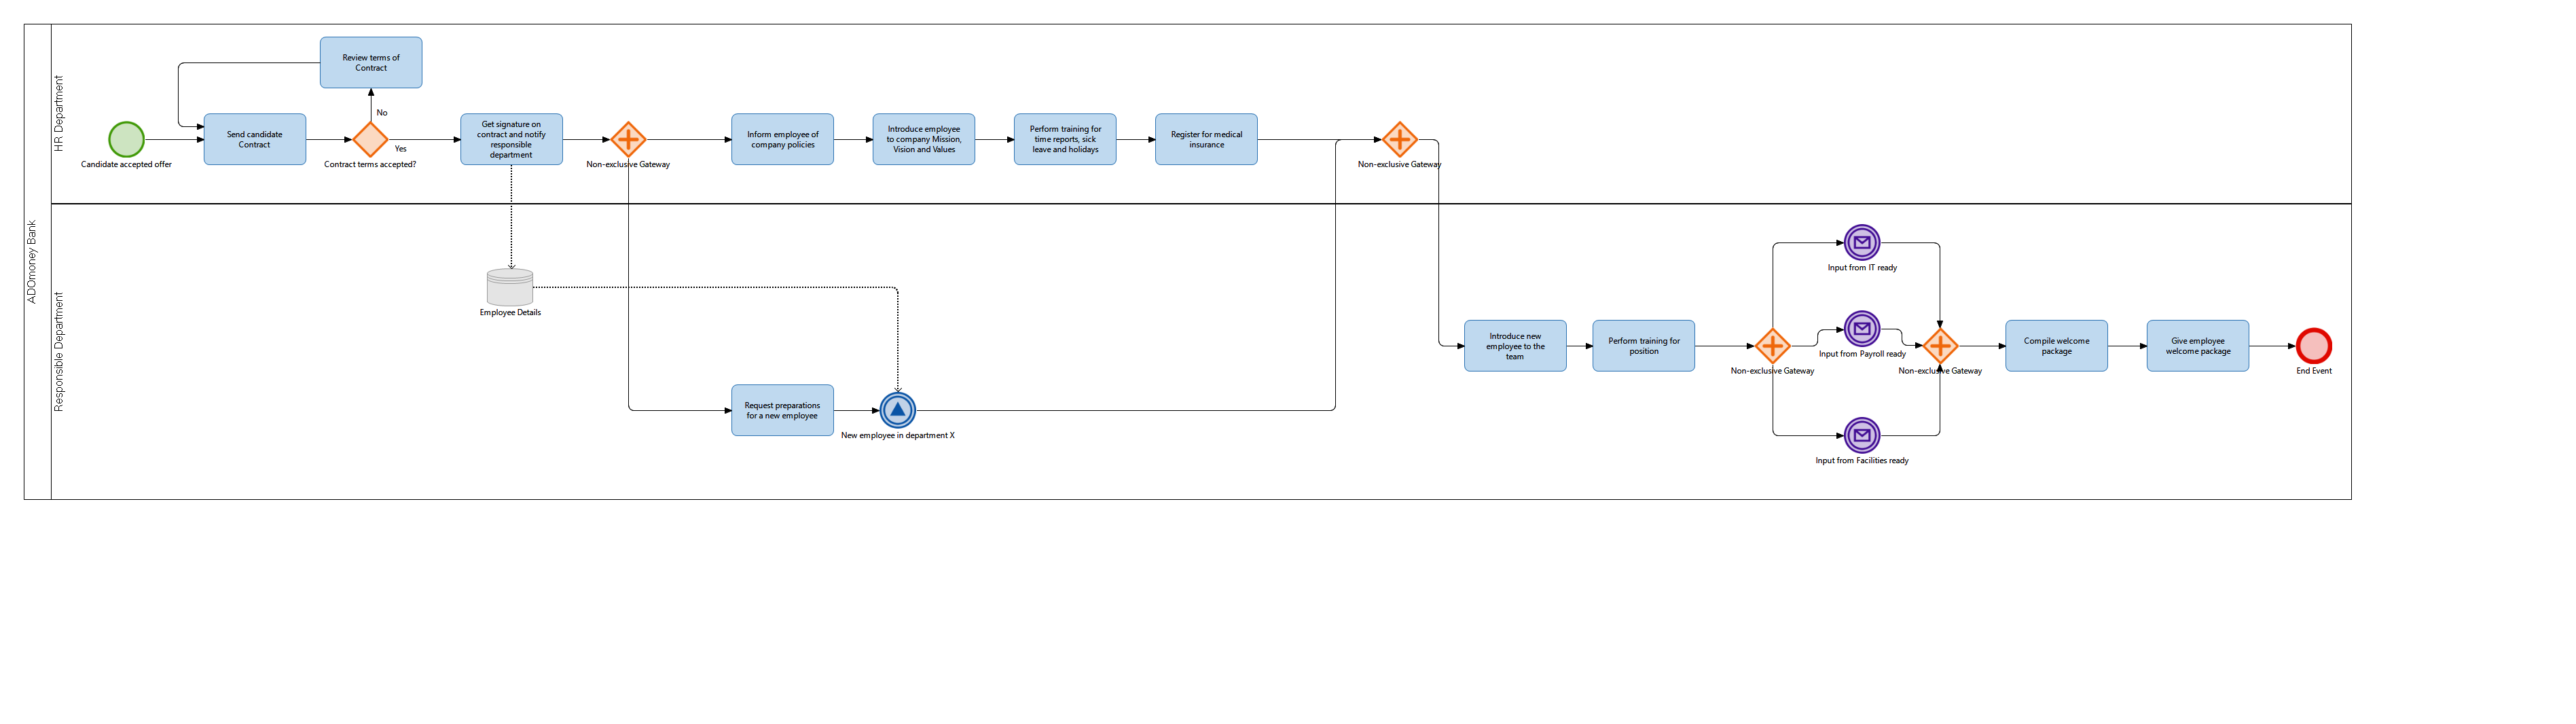 ADOmoney Bank
HR Department
Review terms of
Contract
No
Candidate accepted offer
Send candidate
Contract
Contract terms accepted?
Yes
Get signature on
contract and notify
responsible
department
Non-exclusive Gateway
Inform employee of
company policies
Introduce employee
to company Mission,
Vision and Values
Perform training for
time reports, sick
leave and holidays
Register for medical
insurance
Non-exclusive Gateway
Responsible Department
Employee Details
Request preparations
for a new employee
New employee in department X
Introduce new
employee to the
team
Perform training for
position
Non-exclusive Gateway
Input from IT ready
Input from Payroll ready
Input from Facilities ready
Non-exclusive Gateway
Compile welcome
package
Give employee
welcome package
End Event